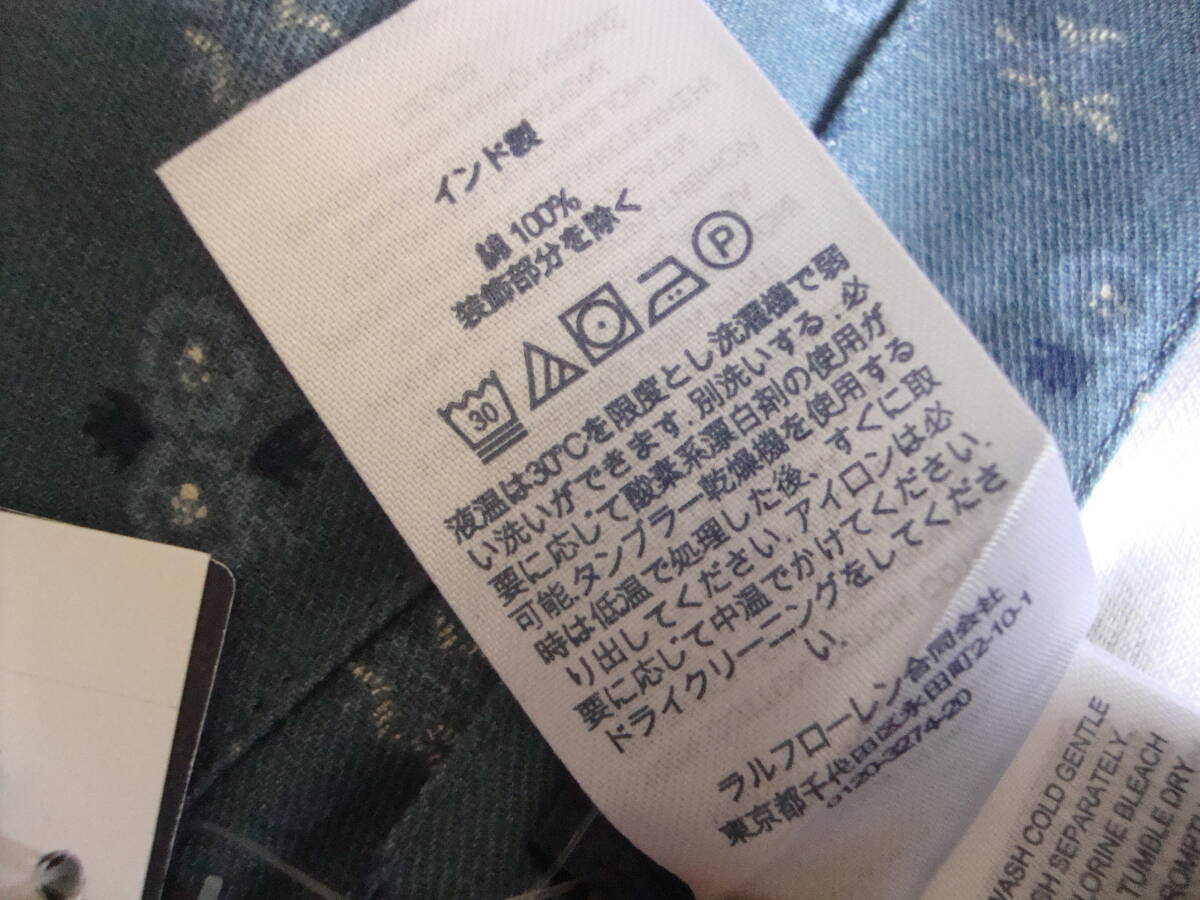 インド製
綿 100%
装飾部分を除く
30
P
液温は30℃を限度とし洗濯機で弱
い洗いができます.別洗いする.必
要に応じて酸素系漂白剤の使用が
可能.タンブラー乾燥機を使用する
時は低温で処理した後、すぐに取
り出してください.アイロンは必
要に応じて中温でかけてください.
ドライクリーニングをしてくださ
い.
ラルフローレン合同会社
東京都千代田区永田町2-10-1
0120-3274-20
WASH COLD GENTLE
SH SEPARATELY,
LORINE BLEACH
TUMBLE DRY
ROMPT